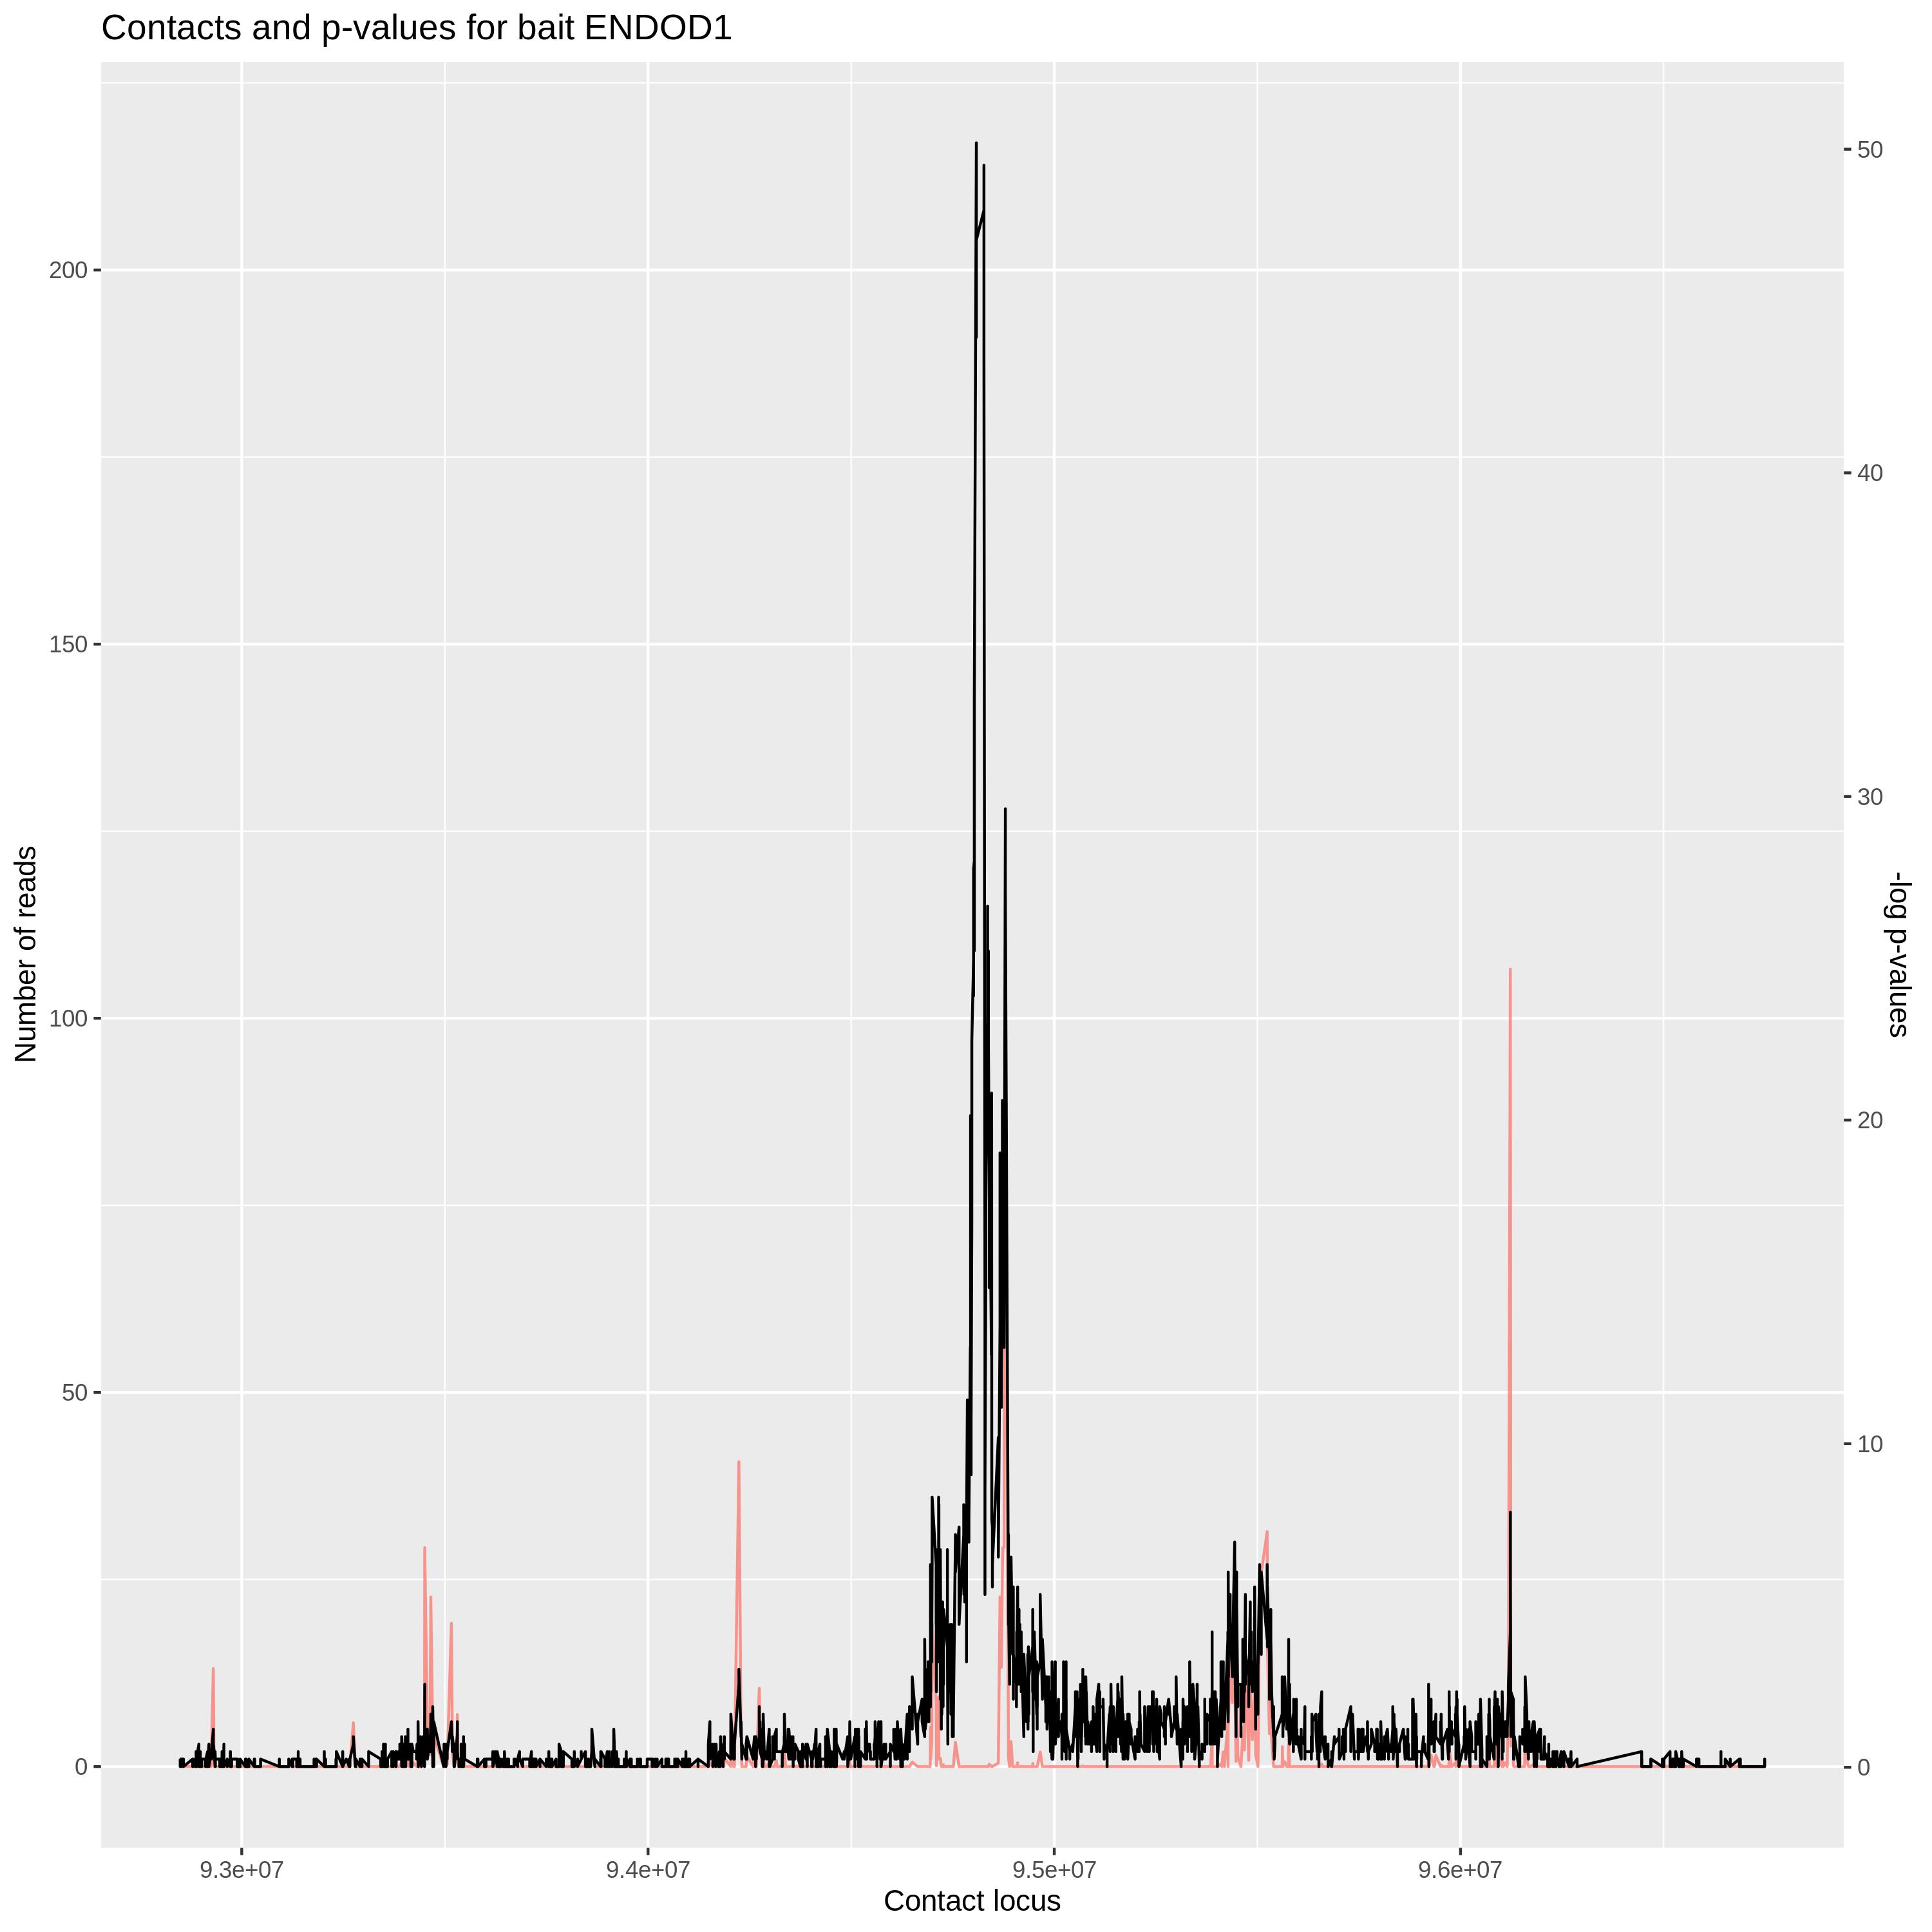 Contacts and p-values for bait ENDOD1
Number of reads
200
150
100
50
0
50
40
30
20
10
0
-log p-values
9.3e+07 9.4e+07 9.5e+07 9.6e+07
Contact locus